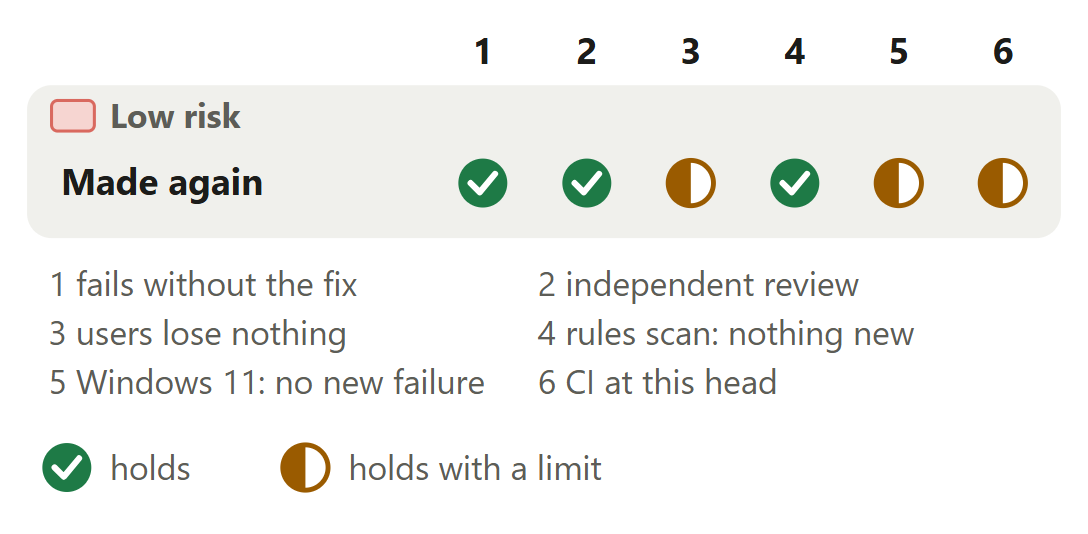 1 2 3 4 5 6
Low risk
Made again
1 fails without the fix
2 independent review
3 users lose nothing
4 rules scan: nothing new
5 Windows 11: no new failure
6 CI at this head
holds
holds with a limit